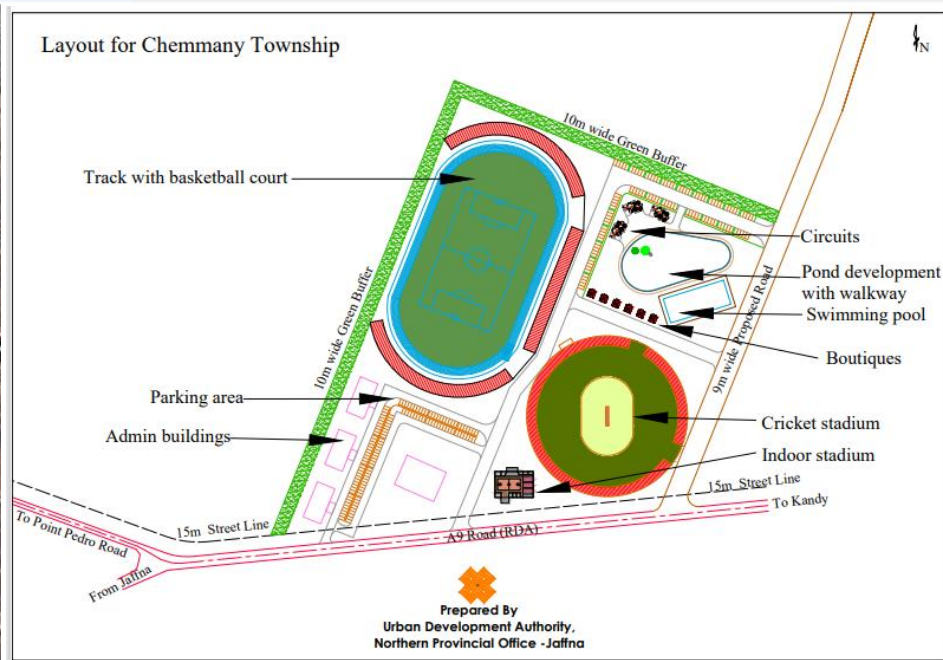 Layout for Chemmany Township
N
10m wide Green Buffer
Track with basketball court
Circuits
Pond development
with walkway
Swimming pool
10m wide Green Buffer
9m wide Proposed Road
Boutiques
Parking area
Cricket stadium
Admin buildings
Indoor stadium
15m Street Line
To Kandy
15m Street Line
To Point Pedro Road
A9 Road (RDA)
From Jaffna
Prepared By
Urban Development Authority,
Northern Provincial Office -Jaffna